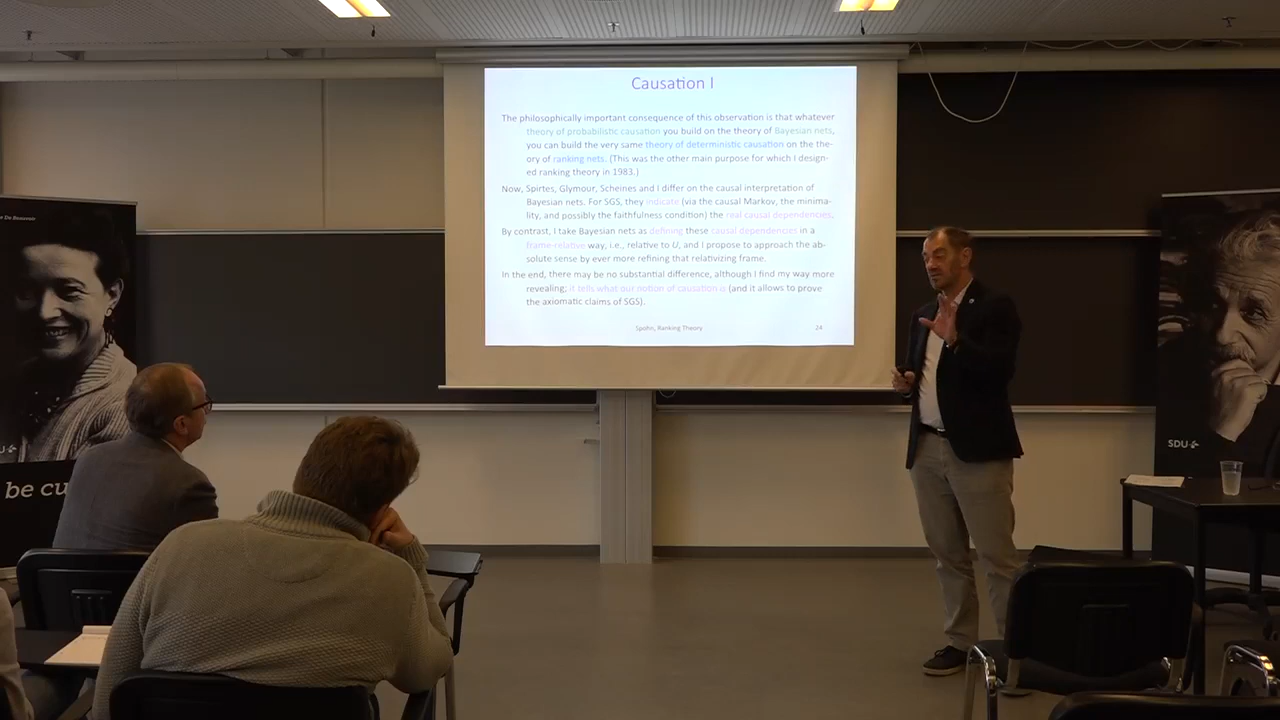 Causation I
The philosophically important consequence of this observation is that whatever
theory of probabilistic causation you build on the theory of Bayesian nets,
you can build the very same theory of deterministic causation on the the-
ory of ranking nets. (This was the other main purpose for which I design-
ed ranking theory in 1983.)
Now, Spirtes, Glymour, Scheines and I differ on the causal interpretation of
Bayesian nets. For SGS, they indicate (via the causal Markov, the minima-
lity, and possibly the faithfulness condition) the real causal dependencies.
By contrast, I take Bayesian nets as defining these causal dependencies in a
frame-relative way, i.e., relative to U, and I propose to approach the ab-
solute sense by ever more refining that relativizing frame.
In the end, there may be no substantial difference, although I find my way more
revealing; it tells what our notion of causation is (and it allows to prove
the axiomatic claims of SGS).
Spohn, Ranking Theory 24
De Beauvoir
be cu
SDU